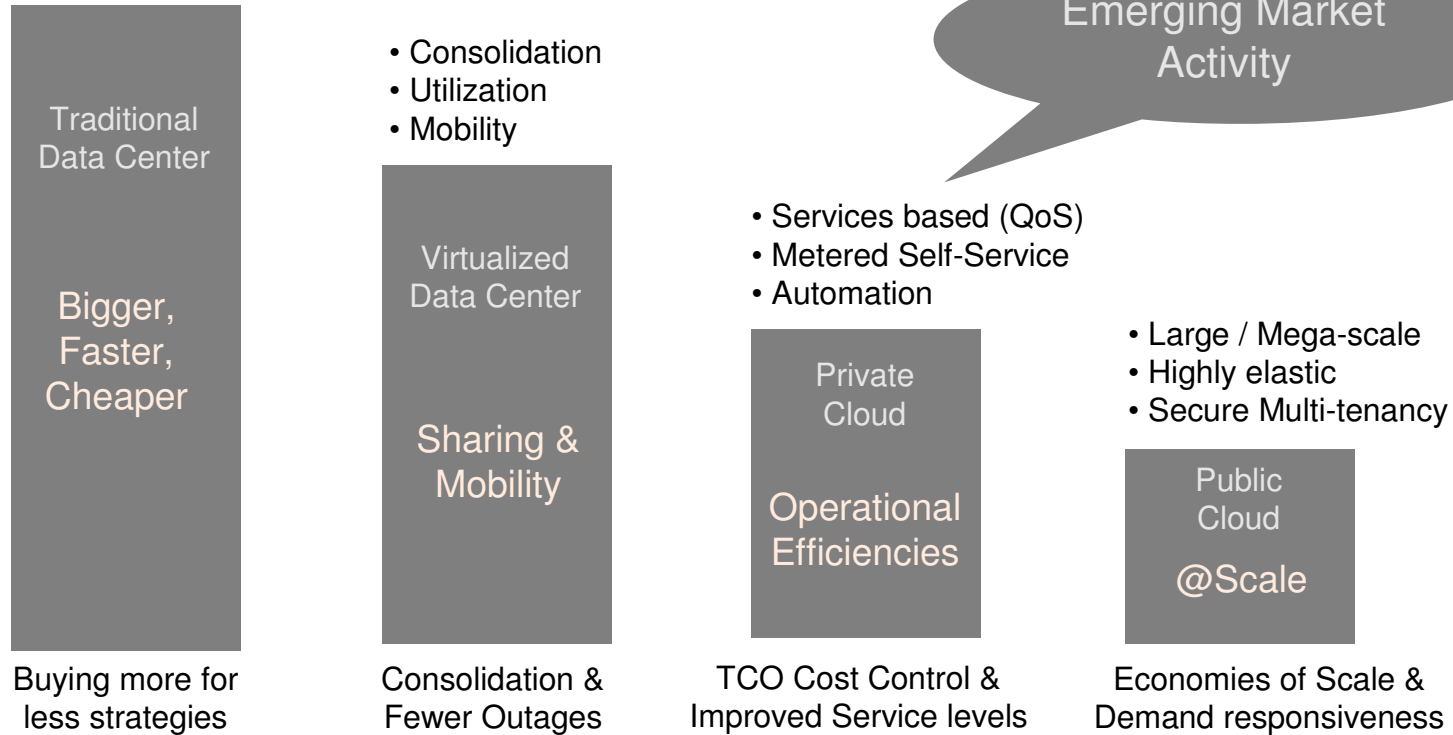 Emerging Market
Activity
Traditional
Data Center
Bigger,
Faster,
Cheaper
Buying more for
less strategies
• Consolidation
• Utilization
• Mobility
Virtualized
Data Center
Sharing &
Mobility
Consolidation &
Fewer Outages
• Services based (QoS)
• Metered Self-Service
• Automation
Private
Cloud
Operational
Efficiencies
TCO Cost Control &
Improved Service levels
• Large / Mega-scale
• Highly elastic
• Secure Multi-tenancy
Public
Cloud
@Scale
Economies of Scale &
Demand responsiveness